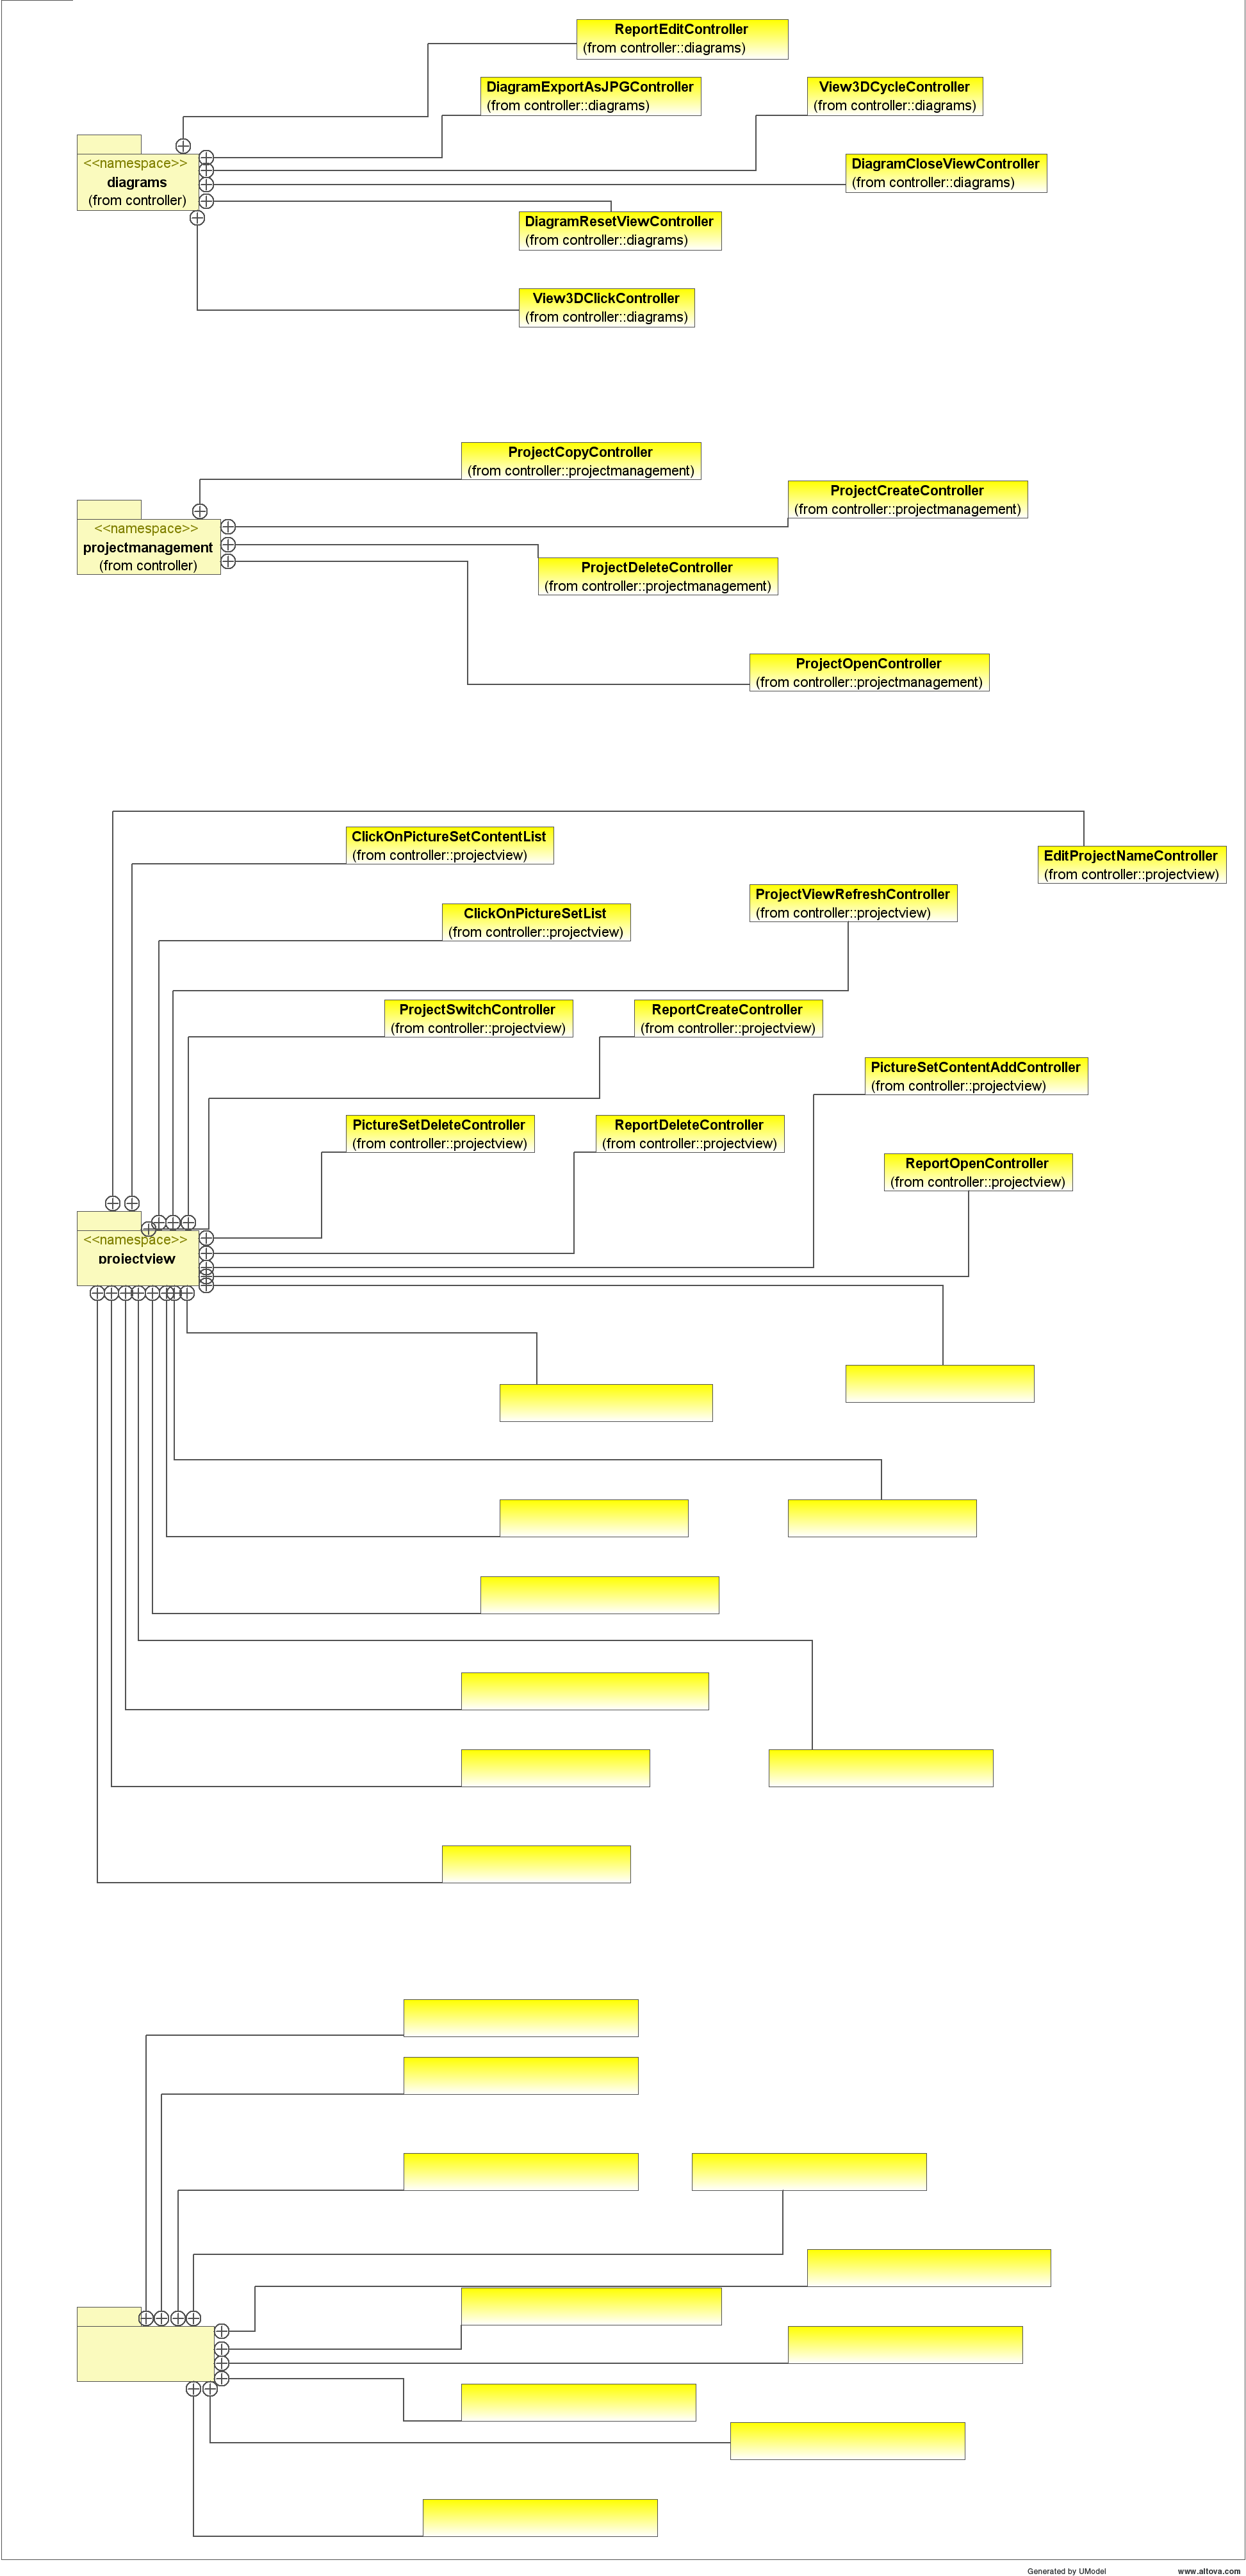 ReportEditController
(from controller::diagrams)
DiagramExportAsJPGController
(from controller::diagrams)
View3DCycleController
(from controller::diagrams)
<<namespace>>
diagrams
(from controller)
DiagramCloseViewController
(from controller::diagrams)
DiagramResetViewController
(from controller::diagrams)
View3DClickController
(from controller::diagrams)
ProjectCopyController
(from controller::projectmanagement)
ProjectCreateController
(from controller::projectmanagement)
<<namespace>>
projectmanagement
(from controller)
ProjectDeleteController
(from controller::projectmanagement)
ProjectOpenController
(from controller::projectmanagement)
ClickOnPictureSetContentList
(from controller::projectview)
EditProjectNameController
(from controller::projectview)
ProjectViewRefreshController
(from controller::projectview)
ClickOnPictureSetList
(from controller::projectview)
ProjectSwitchController
(from controller::projectview)
ReportCreateController
(from controller::projectview)
PictureSetContentAddController
(from controller::projectview)
PictureSetDeleteController
(from controller::projectview)
ReportDeleteController
(from controller::projectview)
ReportOpenController
(from controller::projectview)
<<namespace>>
projectview
Generated by UModel
www.altova.com